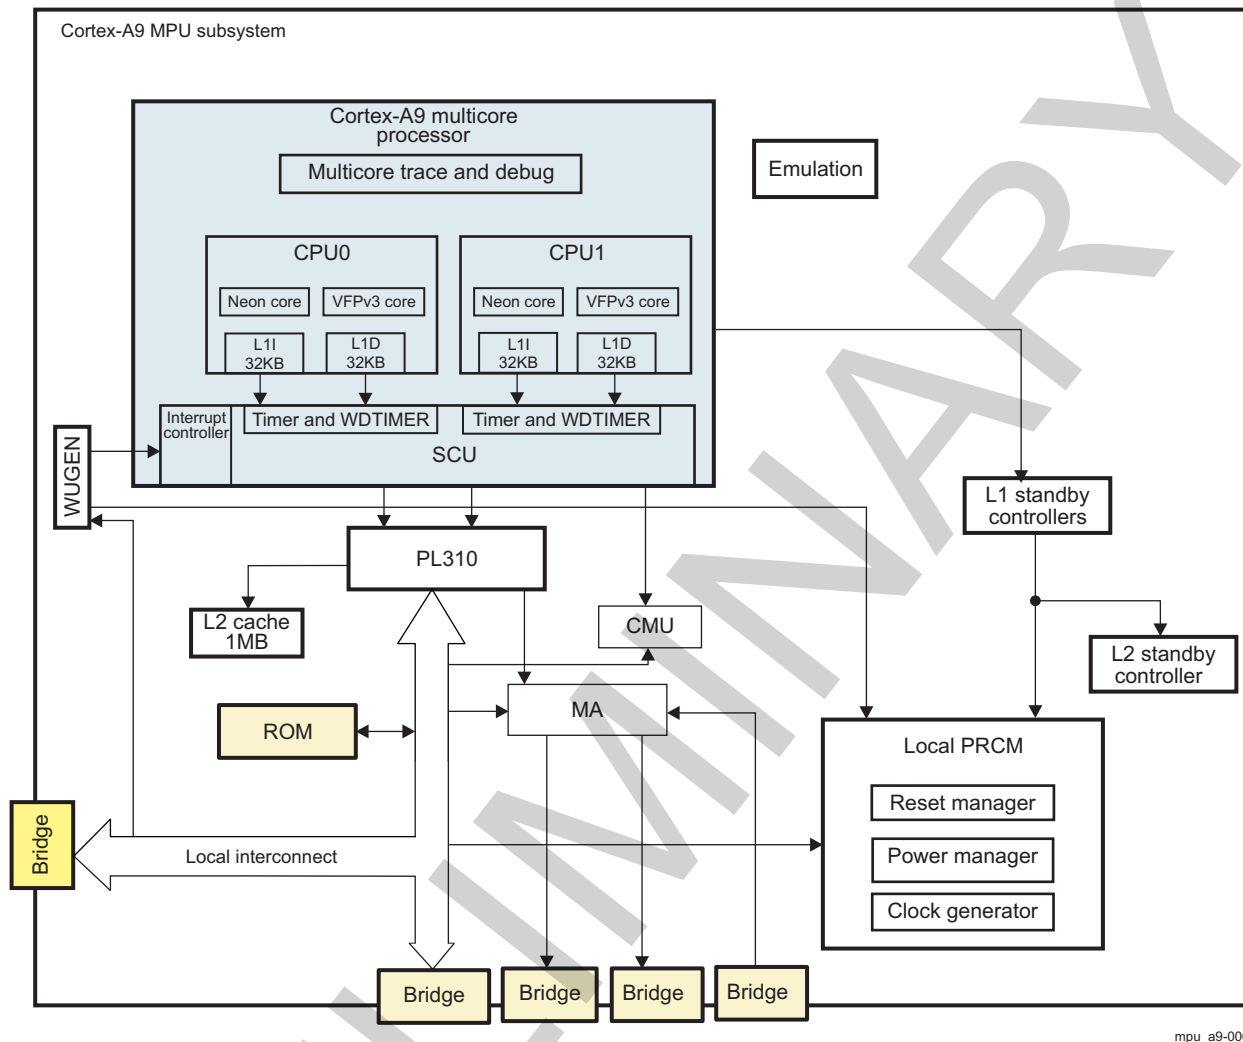 Cortex-A9 MPU subsystem
Cortex-A9 multicore
processor
Multicore trace and debug
Emulation
CPU0
CPU1
Neon core
VFPv3 core
Neon core
VFPv3 core
L1I
32KB
L1D
32KB
L1I
32KB
L1D
32KB
Interrupt
controller
Timer and WDTIMER
Timer and WDTIMER
SCU
WUGEN
L1 standby
controllers
PL310
L2 cache
1MB
CMU
L2 standby
controller
ROM
MA
Local PRCM
Reset manager
Power manager
Clock generator
Bridge
Local interconnect
Bridge
Bridge
Bridge
Bridge
LIMINARY